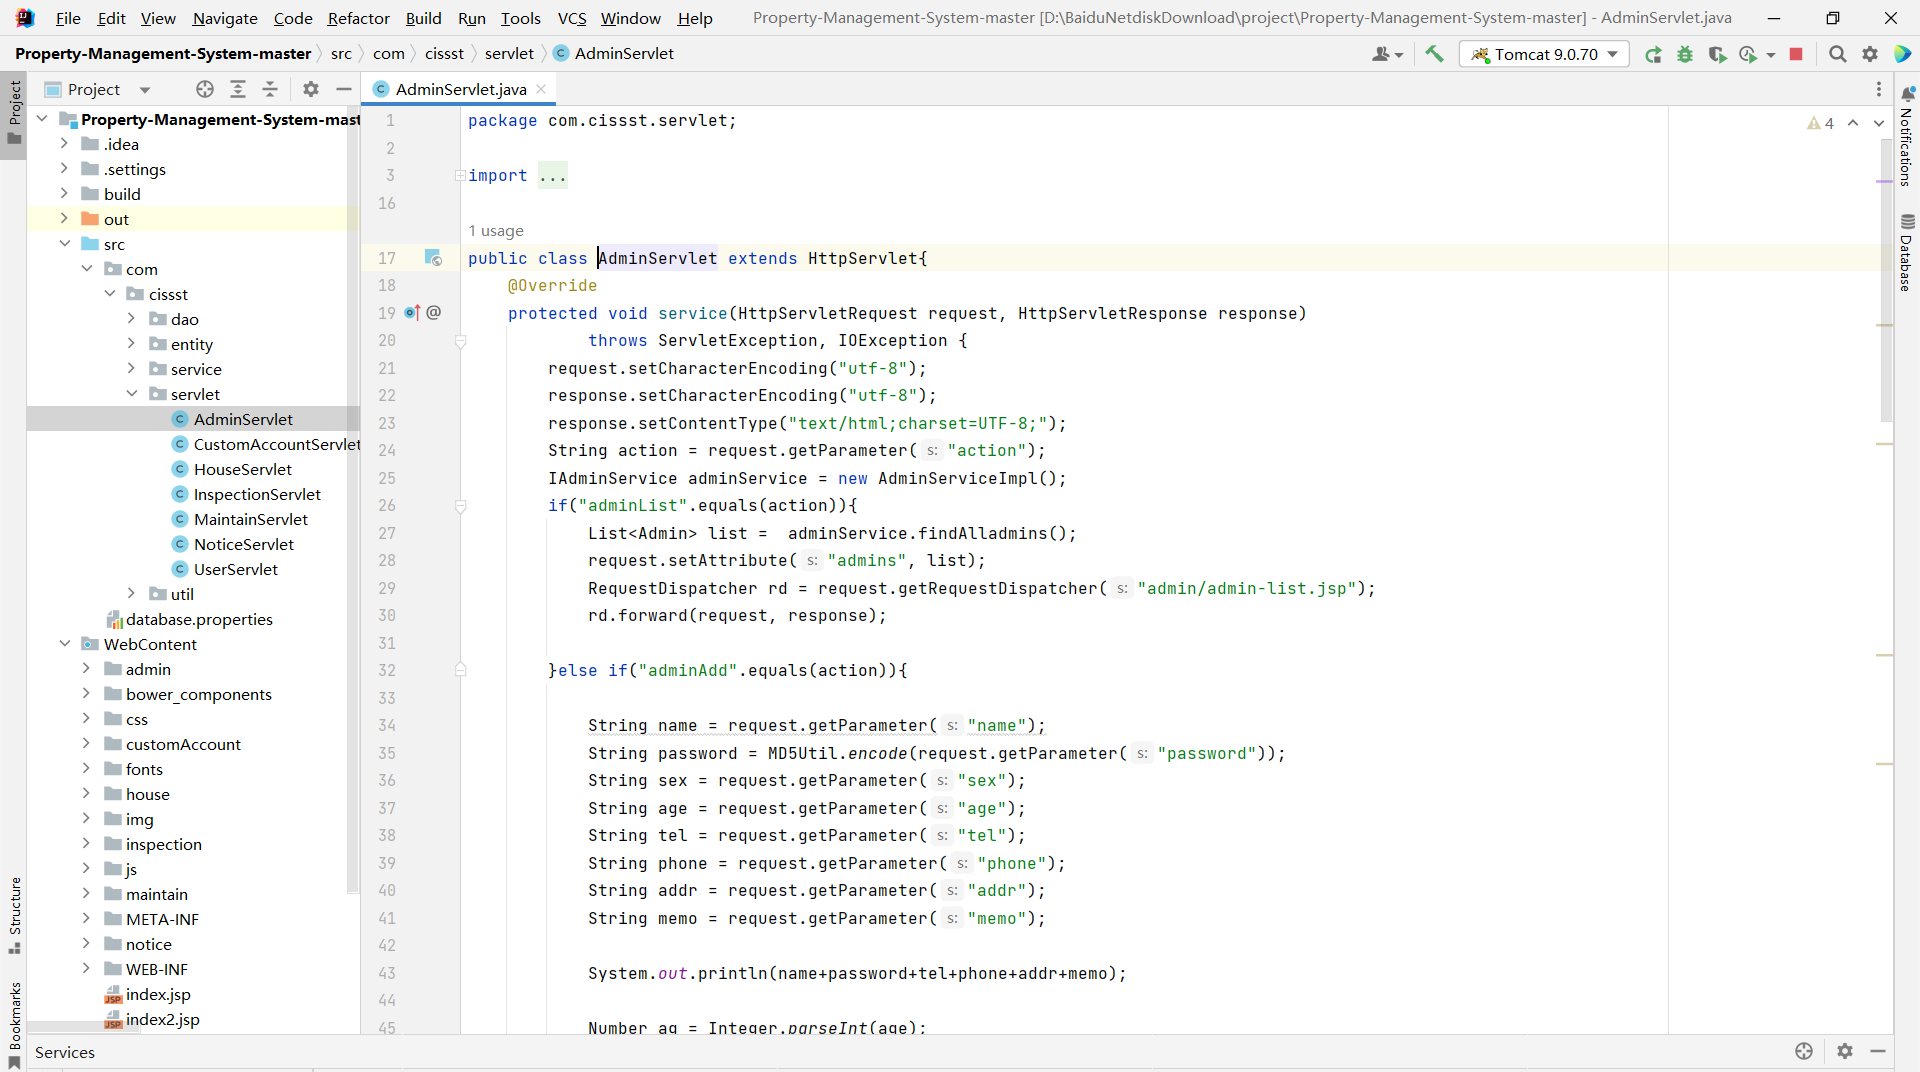 File Edit View Navigate Code Refactor Build Run Tools VCS Window Help Property-Management-System-master [D:\BaiduNetdiskDownload\project\Property-Management-System-master] - AdminServlet.java
Property-Management-System-master src com cissst servlet AdminServlet Tomcat 9.0.70
Project
Structure
Bookmarks
Project
Property-Management-System-mast
.idea
.settings
build
out
src
com
cissst
dao
entity
service
servlet
AdminServlet
CustomAccountServlet
HouseServlet
InspectionServlet
MaintainServlet
NoticeServlet
UserServlet
util
database.properties
WebContent
admin
bower_components
css
customAccount
fonts
house
img
inspection
js
maintain
META-INF
notice
WEB-INF
index.jsp
index2.jsp
AdminServlet.java
4
1 package com.cissst.servlet;
2
3 import ...
16
1 usage
17 public class AdminServlet extends HttpServlet{
18 @Override
19 @ protected void service(HttpServletRequest request, HttpServletResponse response)
20 throws ServletException, IOException {
21 request.setCharacterEncoding("utf-8");
22 response.setCharacterEncoding("utf-8");
23 response.setContentType("text/html;charset=UTF-8;");
24 String action = request.getParameter( s: "action");
25 IAdminService adminService = new AdminServiceImpl();
26 if("adminList".equals(action)){
27 List<Admin> list =  adminService.findAlladmins();
28 request.setAttribute( s: "admins", list);
29 RequestDispatcher rd = request.getRequestDispatcher( s: "admin/admin-list.jsp");
30 rd.forward(request, response);
31
32 }else if("adminAdd".equals(action)){
33
34 String name = request.getParameter( s: "name");
35 String password = MD5Util.encode(request.getParameter( s: "password"));
36 String sex = request.getParameter( s: "sex");
37 String age = request.getParameter( s: "age");
38 String tel = request.getParameter( s: "tel");
39 String phone = request.getParameter( s: "phone");
40 String addr = request.getParameter( s: "addr");
41 String memo = request.getParameter( s: "memo");
42
43 System.out.println(name+password+tel+phone+addr+memo);
44
45 Number ag = Integer.parseInt(age);
Notifications
Database
Services